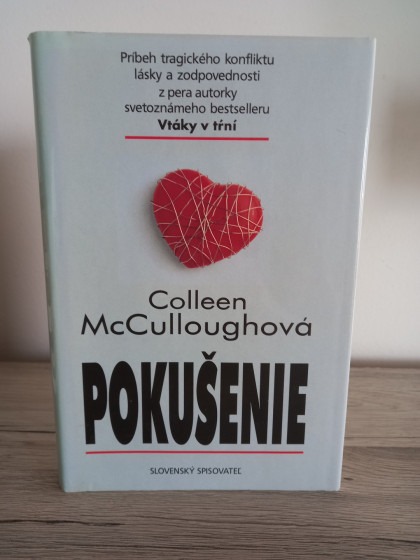 Príbeh tragického konfliktu
lásky a zodpovednosti
z pera autorky
svetoznámeho bestselleru
Vtáky v tŕní
Colleen
McCulloughová
POKUŠENIE
SLOVENSKÝ SPISOVATEĽ